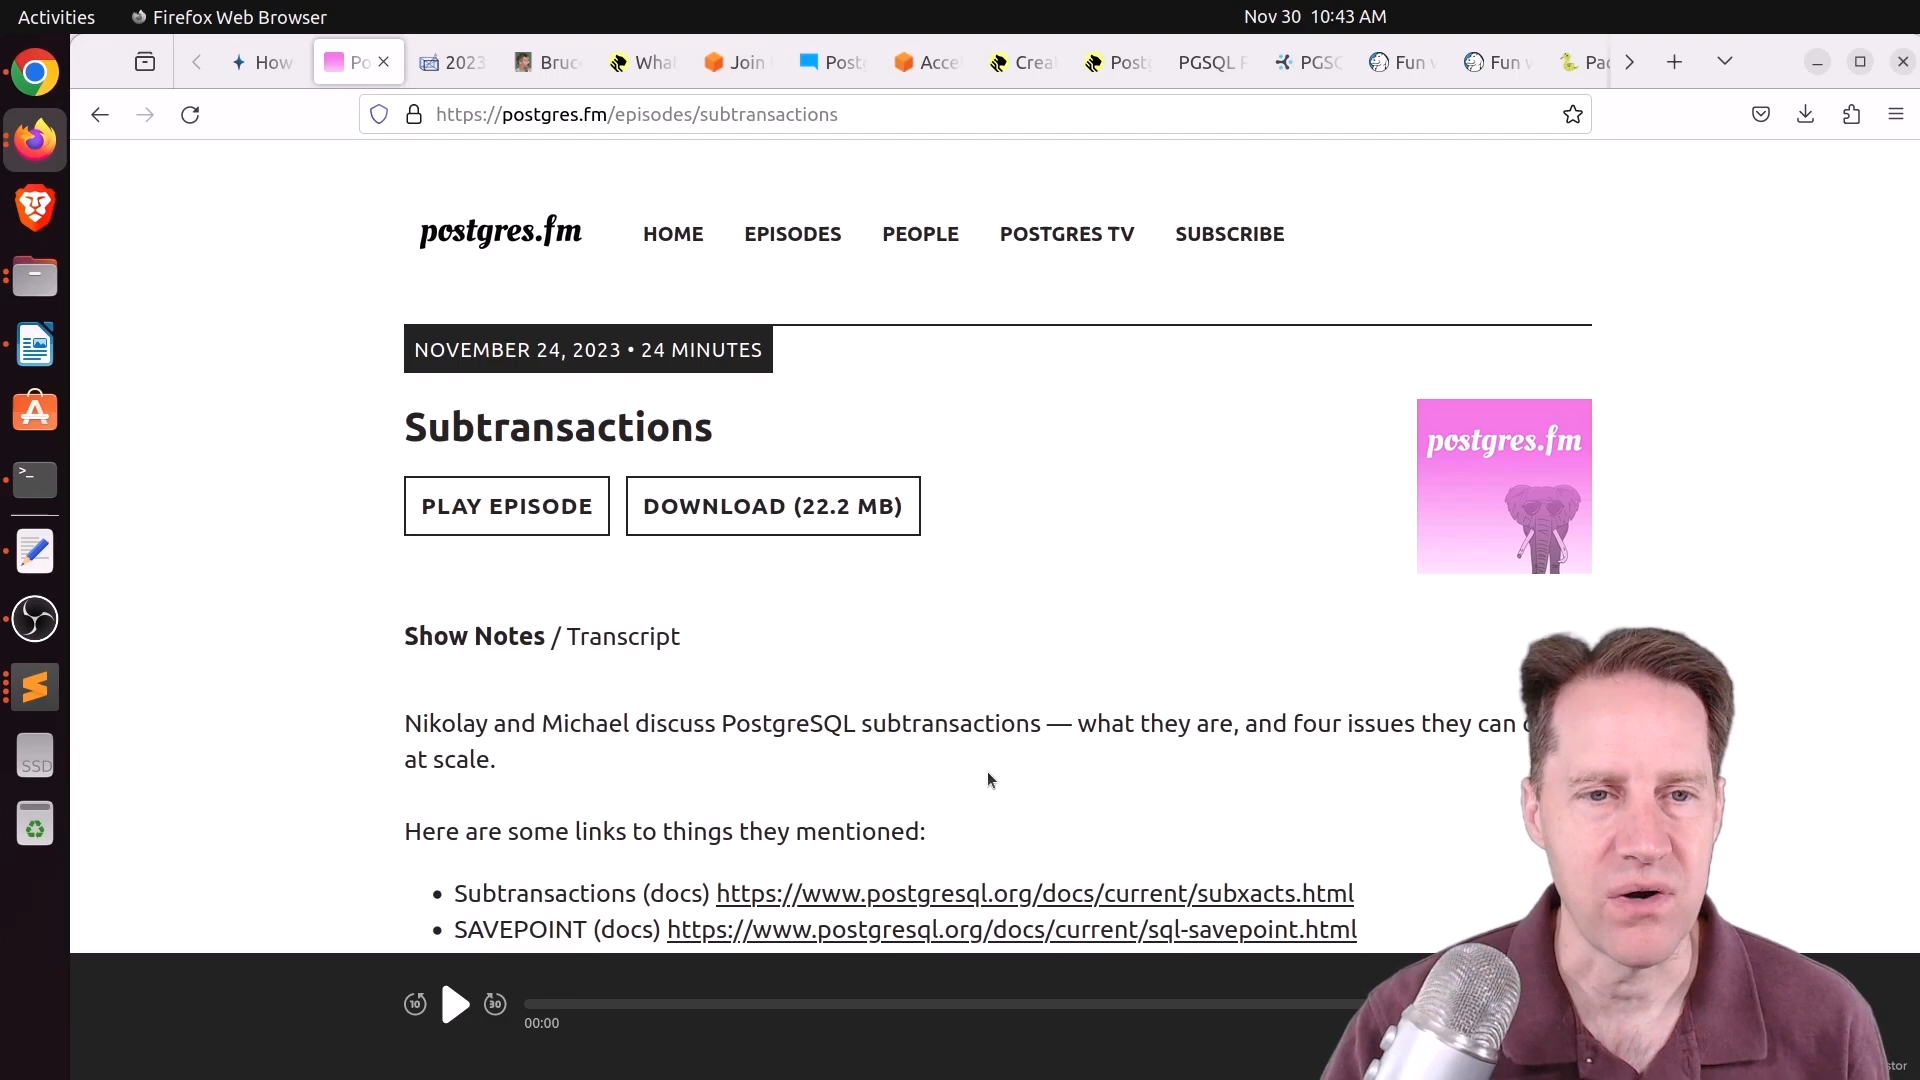 Activities Firefox Web Browser Nov 30 10:43 AM
How Po 2023 Bruc Wha Join Post Acce Crea Post PGSQL PGSC Fun Fun Pac
https://postgres.fm/episodes/subtransactions
postgres.fm HOME EPISODES PEOPLE POSTGRES TV SUBSCRIBE
NOVEMBER 24, 2023 • 24 MINUTES
Subtransactions
postgres.fm
PLAY EPISODE DOWNLOAD (22.2 MB)
Show Notes / Transcript
Nikolay and Michael discuss PostgreSQL subtransactions — what they are, and four issues they can
at scale.
Here are some links to things they mentioned:
• Subtransactions (docs) https://www.postgresql.org/docs/current/subxacts.html
• SAVEPOINT (docs) https://www.postgresql.org/docs/current/sql-savepoint.html
SSD
10 30
00:00